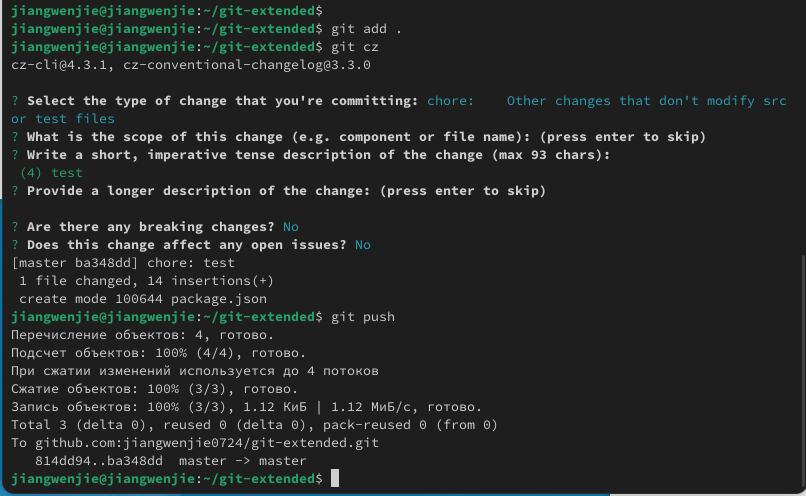 jiangwenjie@jiangwenjie:~/git-extended$
jiangwenjie@jiangwenjie:~/git-extended$ git add .
jiangwenjie@jiangwenjie:~/git-extended$ git cz
cz-cli@4.3.1, cz-conventional-changelog@3.3.0
? Select the type of change that you're committing: chore:    Other changes that don't modify src
or test files
? What is the scope of this change (e.g. component or file name): (press enter to skip)
? Write a short, imperative tense description of the change (max 93 chars):
 (4) test
? Provide a longer description of the change: (press enter to skip)
? Are there any breaking changes? No
? Does this change affect any open issues? No
[master ba348dd] chore: test
 1 file changed, 14 insertions(+)
 create mode 100644 package.json
jiangwenjie@jiangwenjie:~/git-extended$ git push
Перечисление объектов: 4, готово.
Подсчет объектов: 100% (4/4), готово.
При сжатии изменений используется до 4 потоков
Сжатие объектов: 100% (3/3), готово.
Запись объектов: 100% (3/3), 1.12 КиБ | 1.12 МиБ/с, готово.
Total 3 (delta 0), reused 0 (delta 0), pack-reused 0 (from 0)
To github.com:jiangwenjie0724/git-extended.git
   814dd94..ba348dd  master -> master
jiangwenjie@jiangwenjie:~/git-extended$